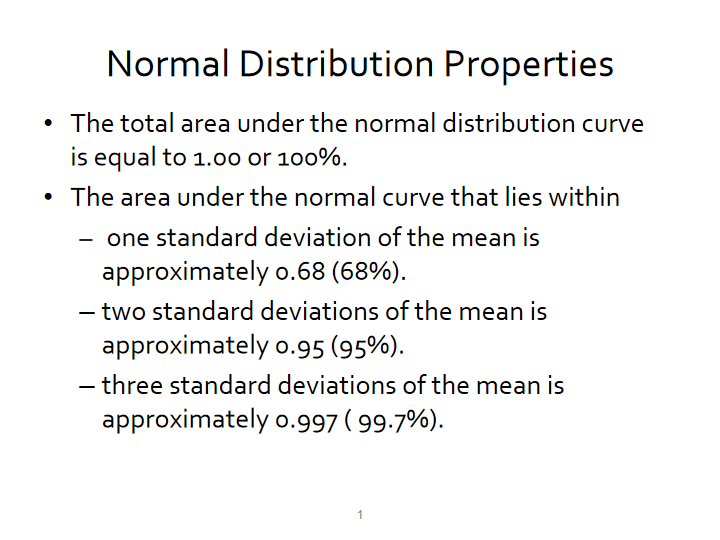 Normal Distribution Properties
• The total area under the normal distribution curve
is equal to 1.00 or 100%.
• The area under the normal curve that lies within
– one standard deviation of the mean is
approximately 0.68 (68%).
– two standard deviations of the mean is
approximately 0.95 (95%).
– three standard deviations of the mean is
approximately 0.997 ( 99.7%).
1